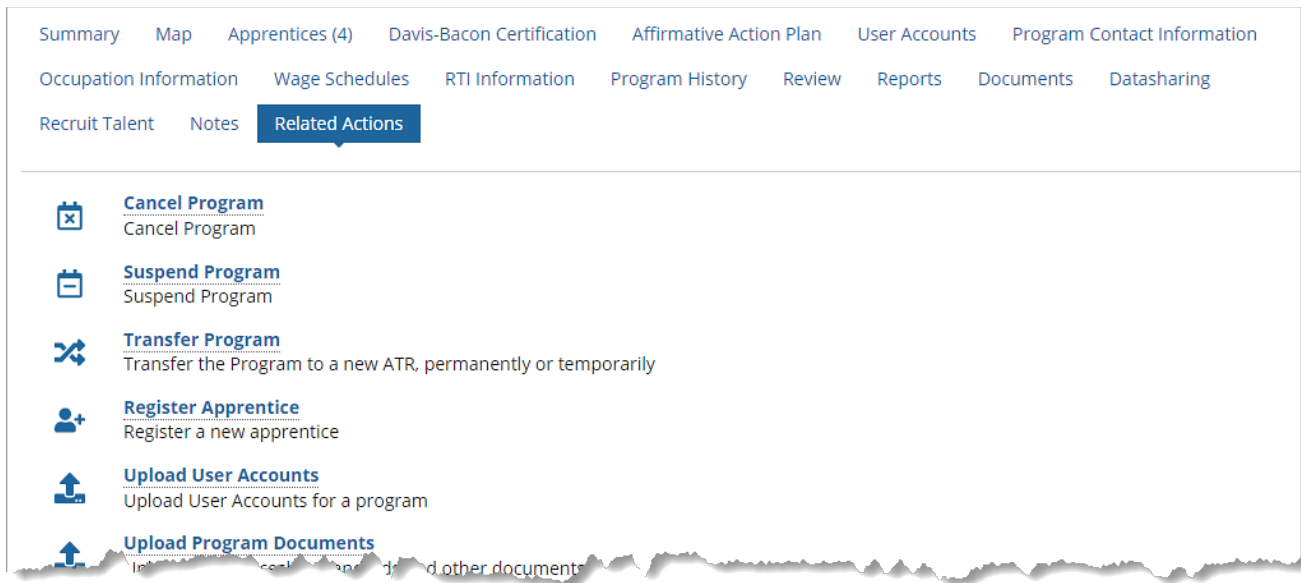 Summary Map Apprentices (4) Davis-Bacon Certification Affirmative Action Plan User Accounts Program Contact Information
Occupation Information Wage Schedules RTI Information Program History Review Reports Documents Datasharing
Recruit Talent Notes Related Actions
Cancel Program
Cancel Program
Suspend Program
Suspend Program
Transfer Program
Transfer the Program to a new ATR, permanently or temporarily
Register Apprentice
Register a new apprentice
Upload User Accounts
Upload User Accounts for a program
Upload Program Documents
other documents